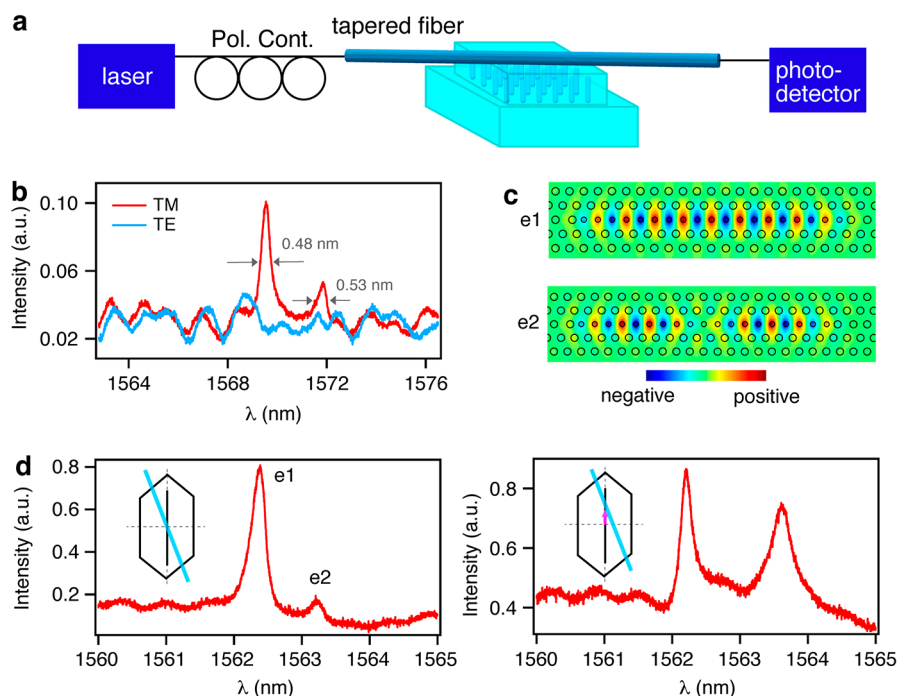 a
tapered fiber
Pol. Cont.
laser
photo-
detector
b
0.10
0.06
0.02
Intensity (a.u.)
TM
TE
0.48 nm
0.53 nm
1564
1568
1572
1576
λ (nm)
c
e1
e2
negative
positive
d
0.8
0.6
0.4
0.2
Intensity (a.u.)
e1
e2
1560
1561
1562
1563
1564
1565
λ (nm)
0.8
0.6
0.4
Intensity (a.u.)
1560
1561
1562
1563
1564
1565
λ (nm)